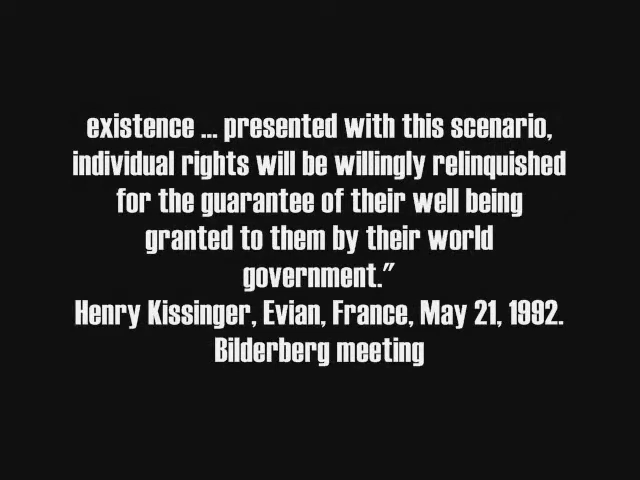 existence ... presented with this scenario,
individual rights will be willingly relinquished
for the guarantee of their well being
granted to them by their world
government."
Henry Kissinger, Evian, France, May 21, 1992.
Bilderberg meeting